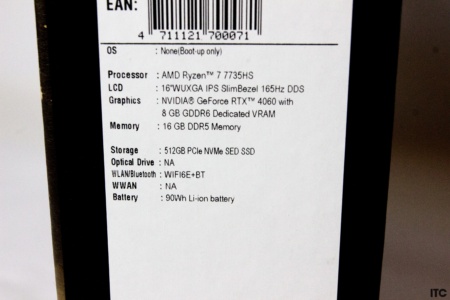 EAN:
4 711121 700071
OS : None(Boot-up only)
Processor : AMD Ryzen™ 7 7735HS
LCD : 16"WUXGA IPS SlimBezel 165Hz DDS
Graphics : NVIDIA® GeForce RTX™ 4060 with
8 GB GDDR6 Dedicated VRAM
Memory : 16 GB DDR5 Memory
Storage : 512GB PCIe NVMe SED SSD
Optical Drive : NA
WLAN/Bluetooth : WIFI6E+BT
WWAN : NA
Battery : 90Wh Li-ion battery
ITC